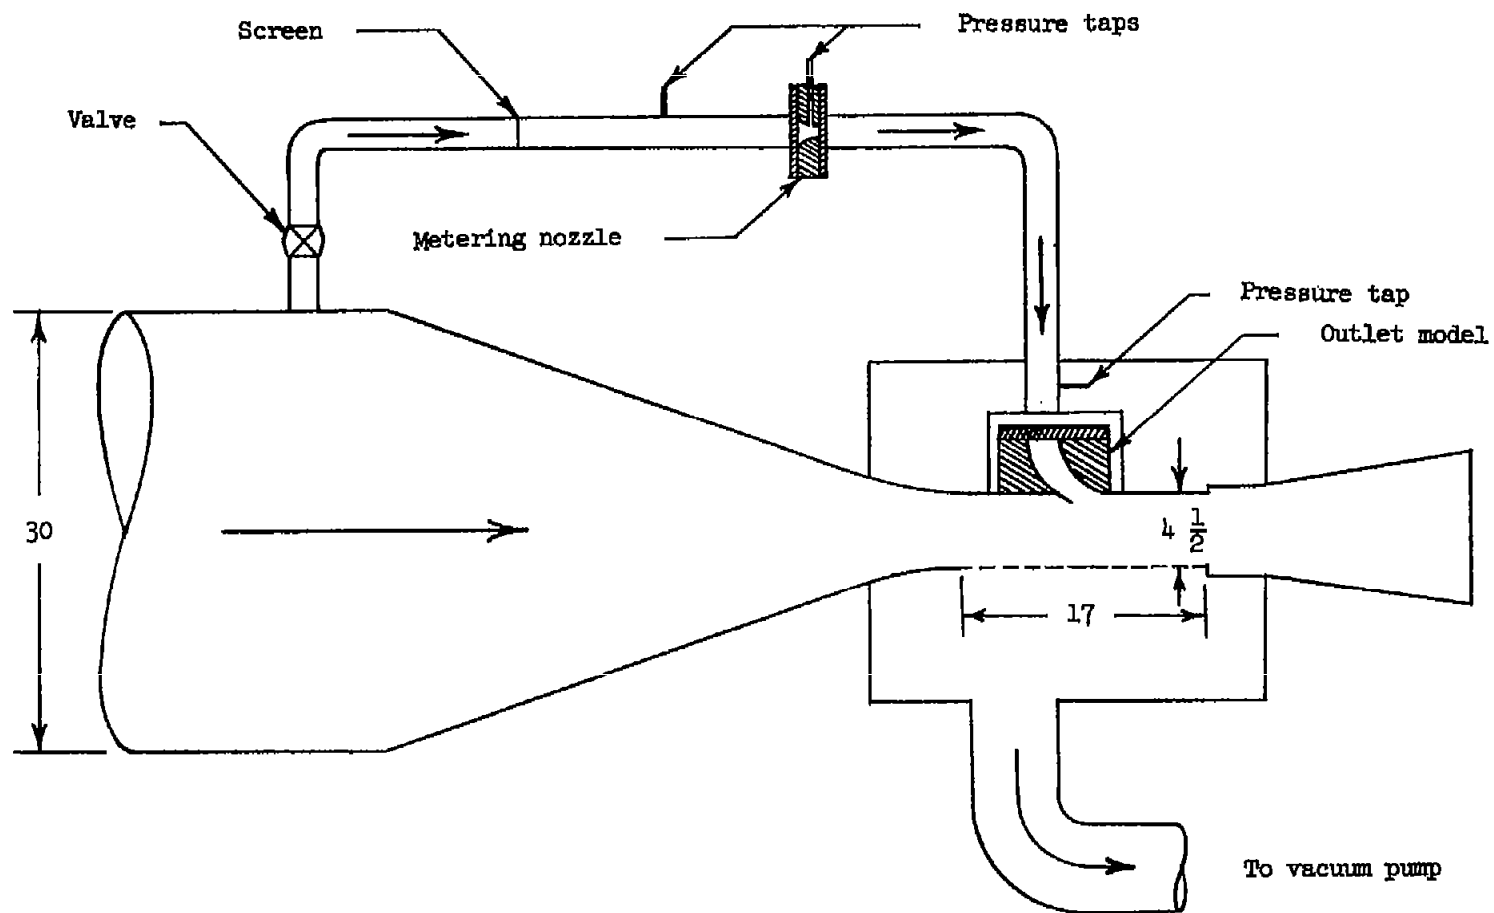 Screen
Pressure taps
Valve
Metering nozzle
Pressure tap
Outlet model
30
4 1/2
17
To vacuum pump